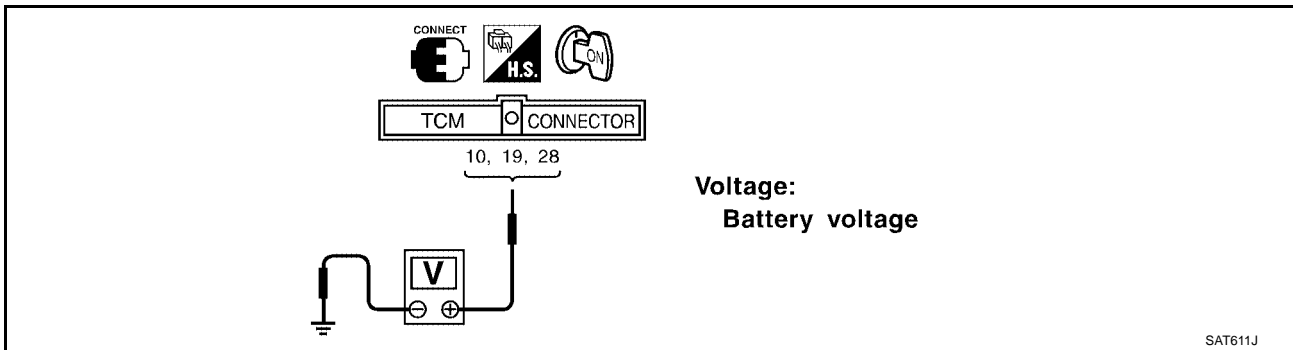 CONNECT
H.S.
ON
TCM CONNECTOR
10, 19, 28
Voltage:
Battery voltage
V
SAT611J